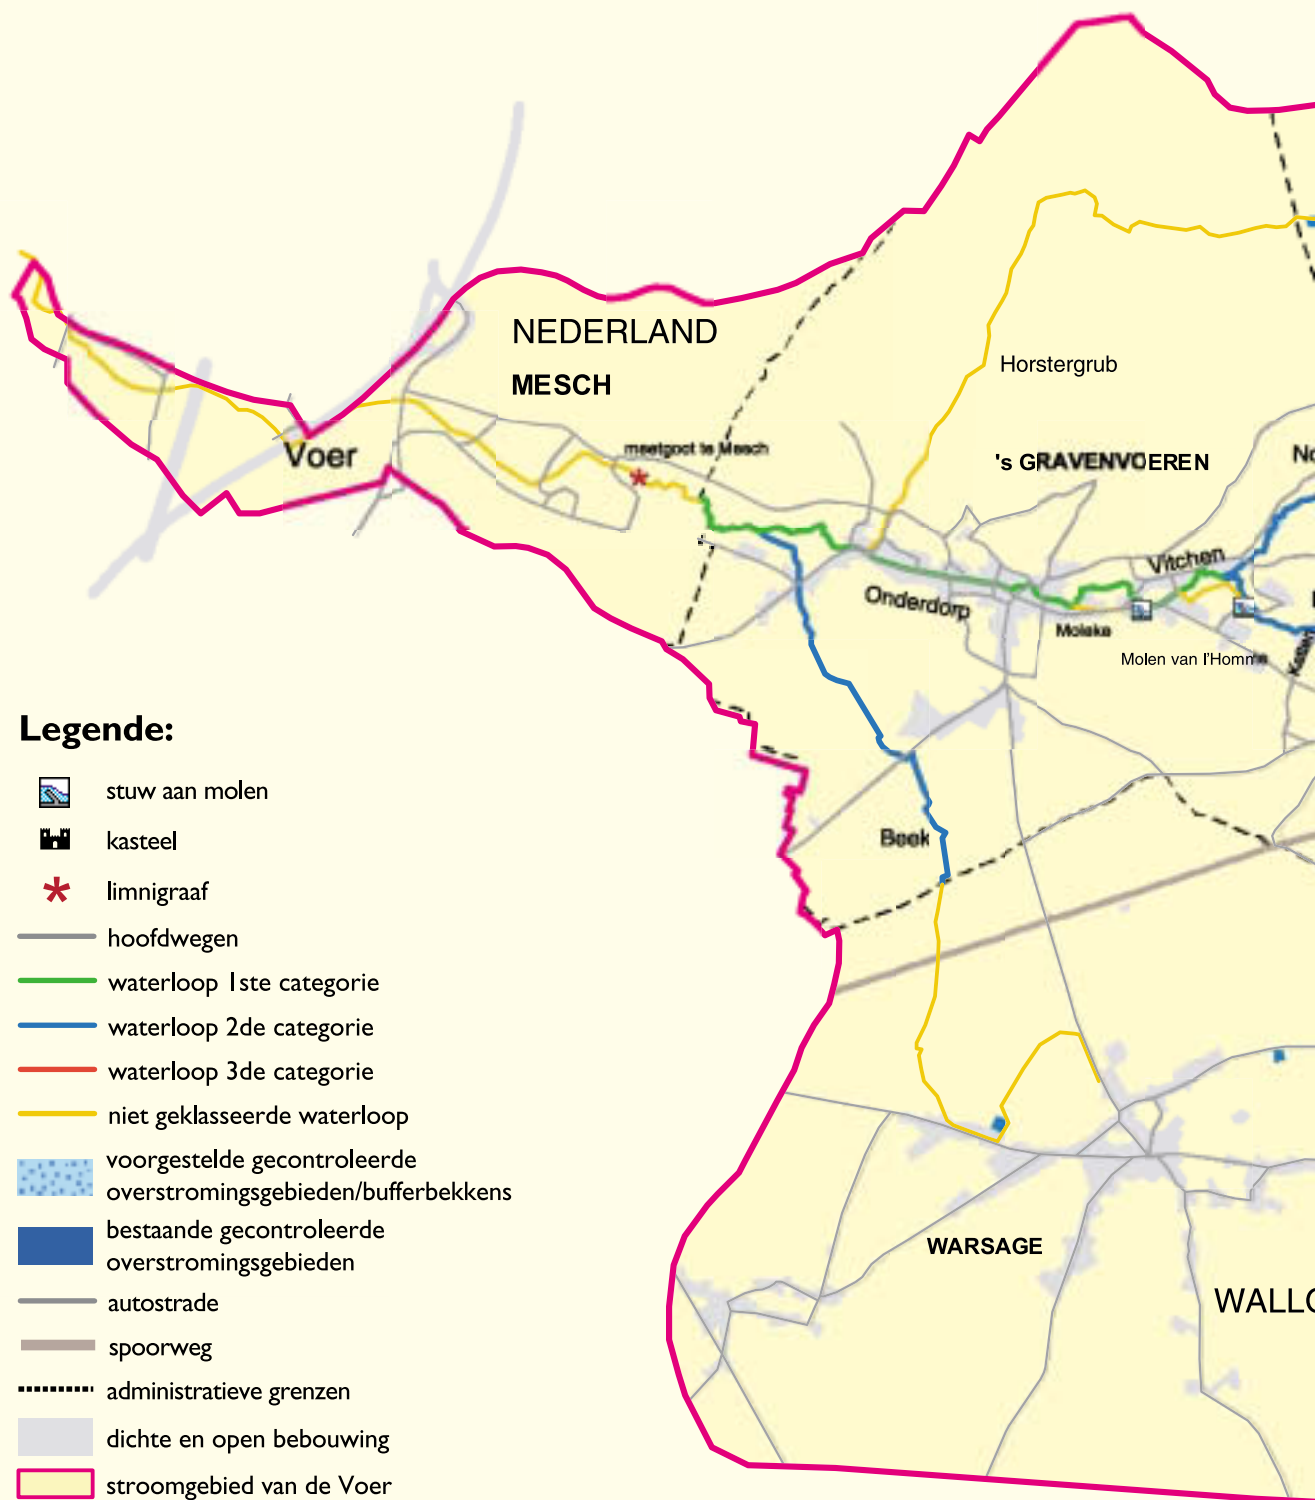 NEDERLAND
MESCH
Horstergrub
meetgoot te Mesch
Voer
's GRAVENVOEREN
No
Vitchen
Onderdorp
Moleke
Molen van l'Homme
Legende:
stuw aan molen
kasteel
limnigraaf
hoofdwegen
waterloop 1ste categorie
waterloop 2de categorie
waterloop 3de categorie
niet geklasseerde waterloop
voorgestelde gecontroleerde
overstromingsgebieden/bufferbekkens
bestaande gecontroleerde
overstromingsgebieden
autostrade
spoorweg
administratieve grenzen
dichte en open bebouwing
stroomgebied van de Voer
Beek
WARSAGE
WALLO